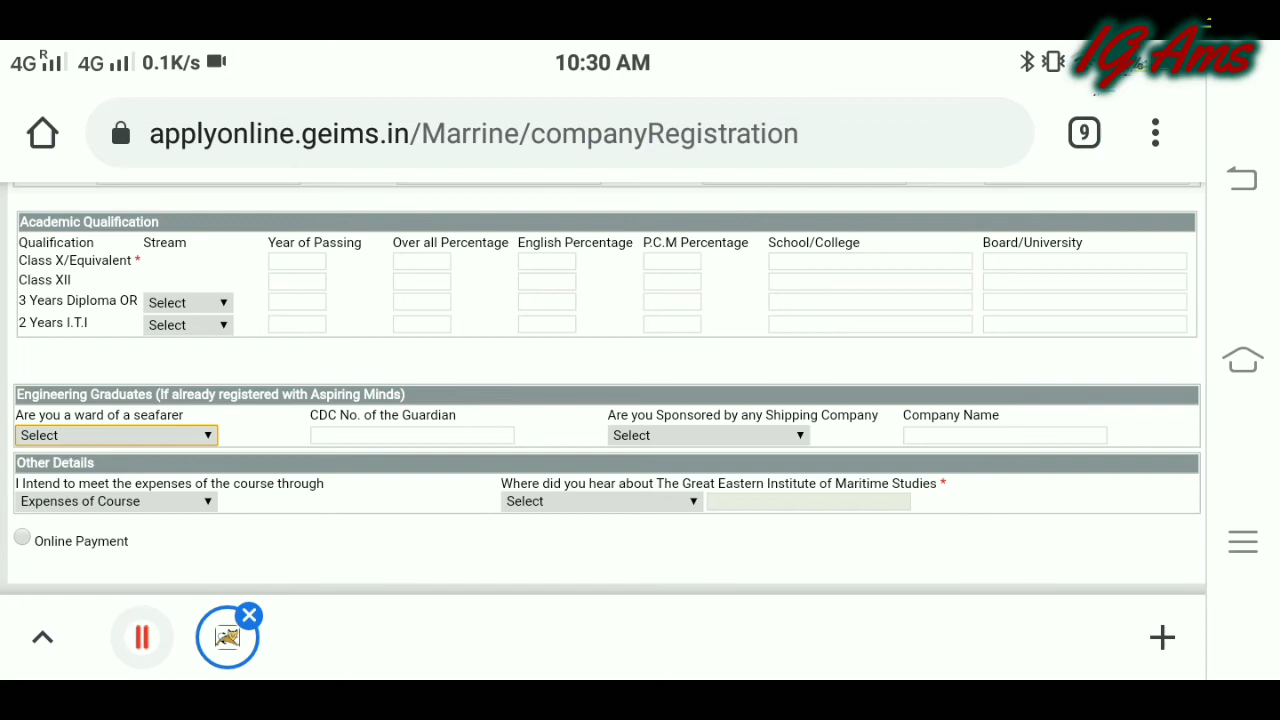 4G R 4G 0.1K/s 10:30 AM
IG Ams
applyonline.geims.in/Marrine/companyRegistration 9
Academic Qualification
Qualification Stream Year of Passing Over all Percentage English Percentage P.C.M Percentage School/College Board/University
Class X/Equivalent *
Class XII
3 Years Diploma OR Select
2 Years I.T.I Select
Engineering Graduates (If already registered with Aspiring Minds)
Are you a ward of a seafarer CDC No. of the Guardian Are you Sponsored by any Shipping Company Company Name
Select Select
Other Details
I Intend to meet the expenses of the course through Where did you hear about The Great Eastern Institute of Maritime Studies *
Expenses of Course Select
Online Payment